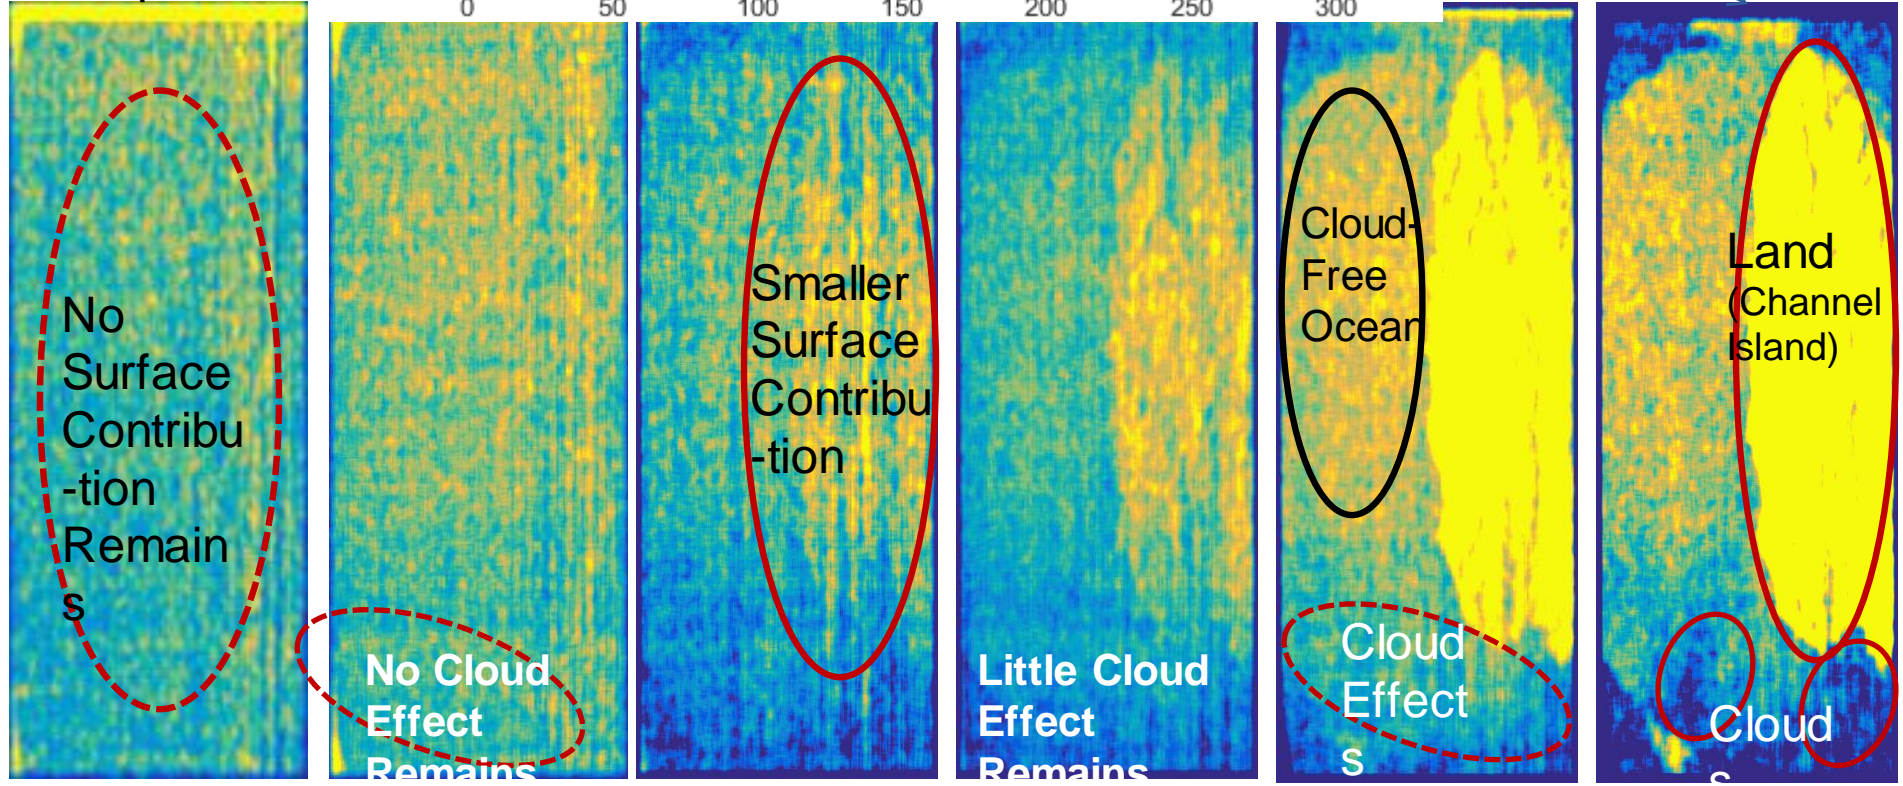 0 50 100 150 200 250 300
No
Surface
Contribu
-tion
Remain
s
No Cloud
Effect
Remains
Smaller
Surface
Contribu
-tion
Little Cloud
Effect
Remains
Cloud-
Free
Ocean
Cloud
Effect
s
Land
(Channel
Island)
Cloud
s